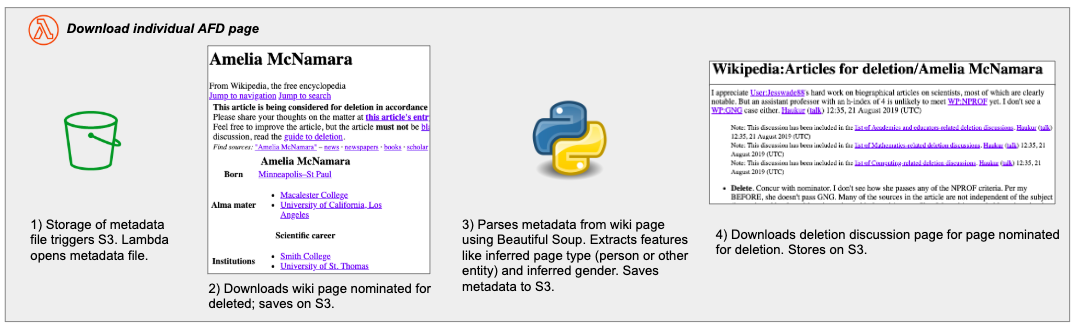 Download individual AFD page
Amelia McNamara
From Wikipedia, the free encyclopedia
Jump to navigation Jump to search
This article is being considered for deletion in accordance
Please share your thoughts on the matter at this article's entr
Feel free to improve the article, but the article must not be bl
discussion, read the guide to deletion.
Find sources: "Amelia McNamara" – news · newspapers · books · scholar
Amelia McNamara
Born Minneapolis–St Paul
Alma mater
• Macalester College
• University of California, Los
Angeles
Scientific career
Institutions
• Smith College
• University of St. Thomas
Wikipedia:Articles for deletion/Amelia McNamara
I appreciate User:Jesswade88's hard work on biographical articles on scientists, most of which are clearly
notable. But an assistant professor with an h-index of 4 is unlikely to meet WP:NPROF yet. I don't see a
WP:GNG case either. Haukur (talk) 12:35, 21 August 2019 (UTC)
Note: This discussion has been included in the list of Academics and educators-related deletion discussions. Haukur (talk)
12:35, 21 August 2019 (UTC)
Note: This discussion has been included in the list of Mathematics-related deletion discussions. Haukur (talk) 12:35, 21
August 2019 (UTC)
Note: This discussion has been included in the list of Computing-related deletion discussions. Haukur (talk) 12:35, 21
August 2019 (UTC)
• Delete. Concur with nominator. I don't see how she passes any of the NPROF criteria. Per my
BEFORE, she doesn't pass GNG. Many of the sources in the article are not independent of the subject
1) Storage of metadata
file triggers S3. Lambda
opens metadata file.
2) Downloads wiki page nominated for
deleted; saves on S3.
3) Parses metadata from wiki page
using Beautiful Soup. Extracts features
like inferred page type (person or other
entity) and inferred gender. Saves
metadata to S3.
4) Downloads deletion discussion page for page nominated
for deletion. Stores on S3.